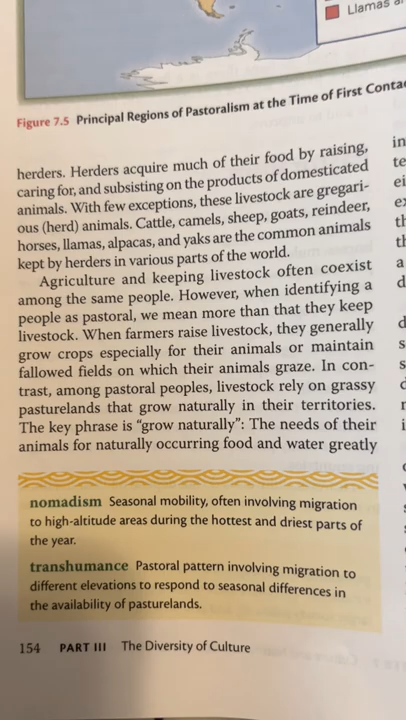 Llamas
Figure 7.5 Principal Regions of Pastoralism at the Time of First
herders. Herders acquire much of their food by raising,
caring for, and subsisting on the products of domesticated
animals. With few exceptions, these livestock are gregari-
ous (herd) animals. Cattle, camels, sheep, goats, reindeer,
horses, llamas, alpacas, and yaks are the common animals
kept by herders in various parts of the world.
Agriculture and keeping livestock often coexist
among the same people. However, when identifying a
people as pastoral, we mean more than that they keep
livestock. When farmers raise livestock, they generally
grow crops especially for their animals or maintain
fallowed fields on which their animals graze. In con-
trast, among pastoral peoples, livestock rely on grassy
pasturelands that grow naturally in their territories.
The key phrase is “grow naturally”: The needs of their
animals for naturally occurring food and water greatly
nomadism Seasonal mobility, often involving migration
to high-altitude areas during the hottest and driest parts of
the year.
transhumance Pastoral pattern involving migration to
different elevations to respond to seasonal differences in
the availability of pasturelands.
154 PART III The Diversity of Culture